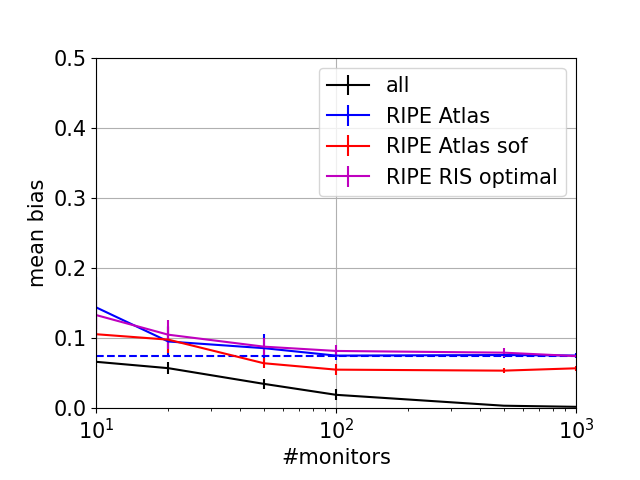 0.5
0.4
0.3
0.2
0.1
0.0
mean bias
all
RIPE Atlas
RIPE Atlas sof
RIPE RIS optimal
10¹ 10² 10³
#monitors